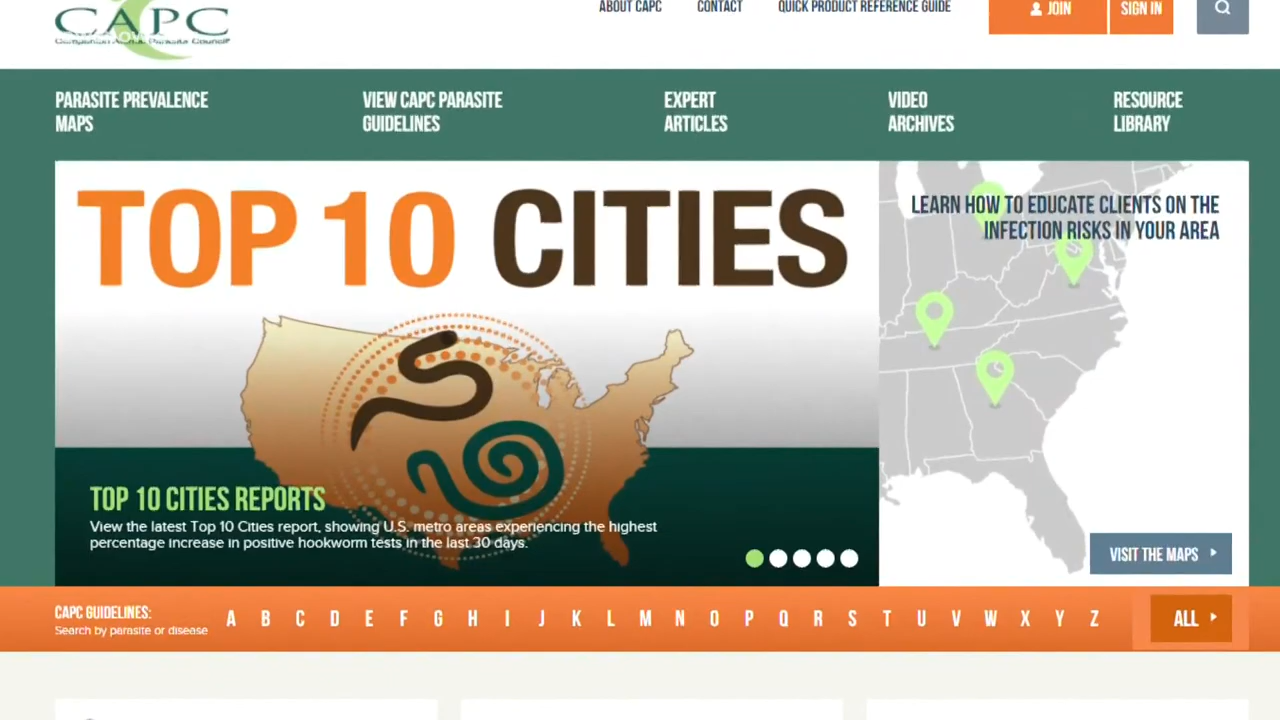 CAPC
Companion Animal Parasite Council
ABOUT CAPC
CONTACT
QUICK PRODUCT REFERENCE GUIDE
JOIN
SIGN IN
PARASITE PREVALENCE
MAPS
VIEW CAPC PARASITE
GUIDELINES
EXPERT
ARTICLES
VIDEO
ARCHIVES
RESOURCE
LIBRARY
TOP 10 CITIES
LEARN HOW TO EDUCATE CLIENTS ON THE
INFECTION RISKS IN YOUR AREA
TOP 10 CITIES REPORTS
View the latest Top 10 Cities report, showing U.S. metro areas experiencing the highest
percentage increase in positive hookworm tests in the last 30 days.
VISIT THE MAPS
CAPC GUIDELINES:
Search by parasite or disease
A B C D E F G H I J K L M N O P Q R S T U V W X Y Z
ALL